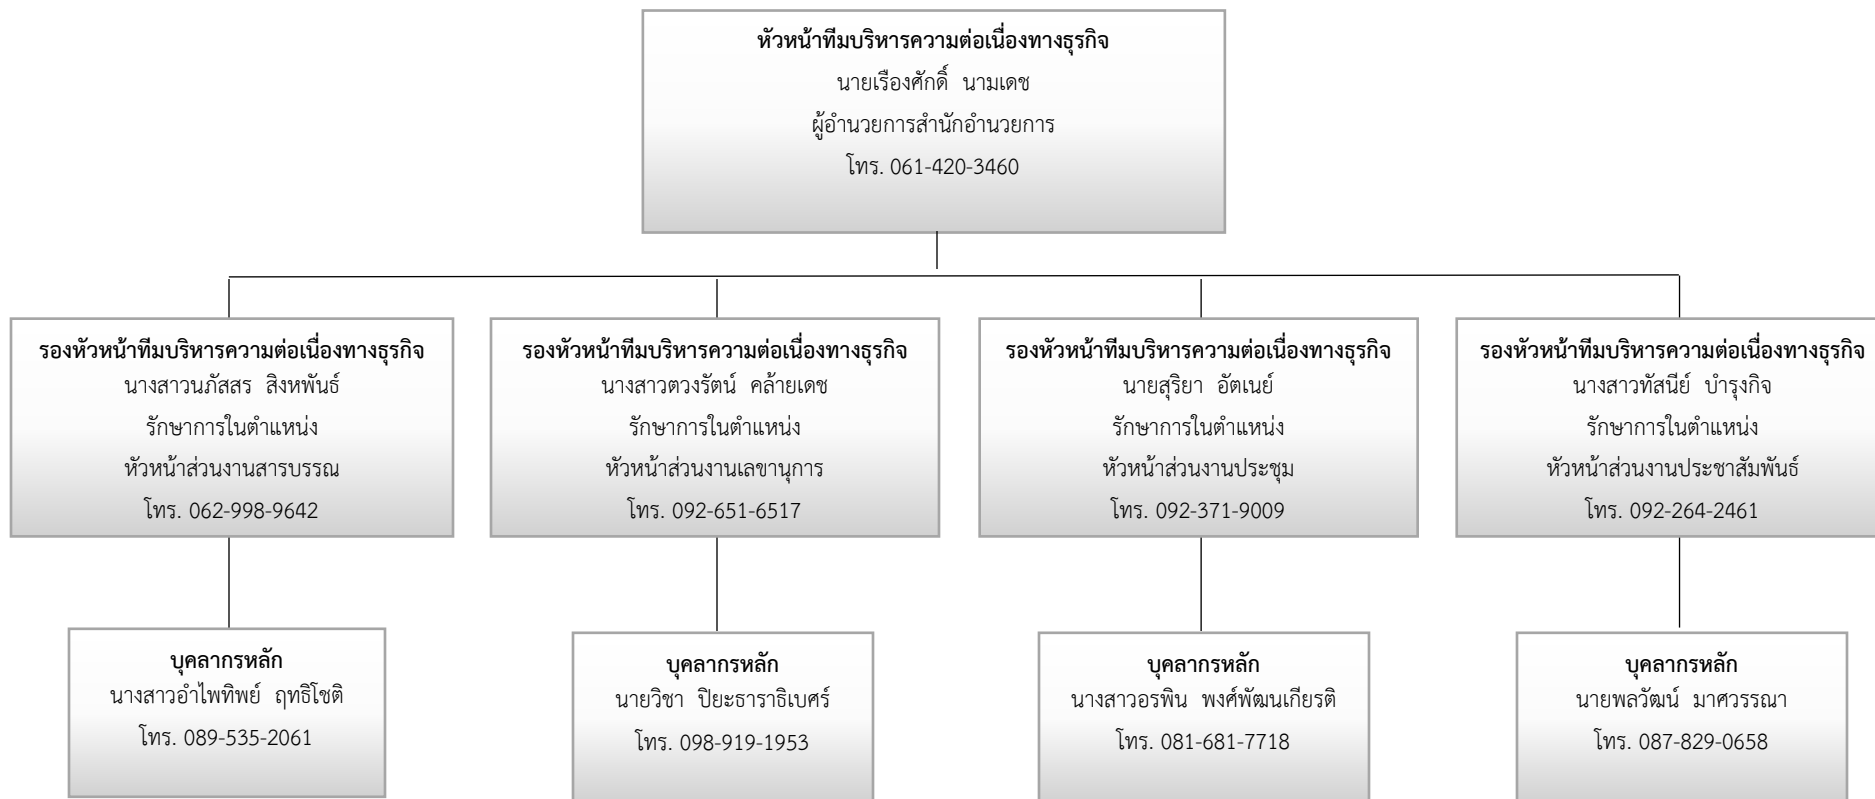 หัวหน้าทีมบริหารความต่อเนื่องทางธุรกิจ
นายเรืองศักดิ์ นามเดช
ผู้อำนวยการสำนักอำนวยการ
โทร. 061-420-3460
รองหัวหน้าทีมบริหารความต่อเนื่องทางธุรกิจ
นางสาวนภัสสร สิงหพันธ์
รักษาการในตำแหน่ง
หัวหน้าส่วนงานสารบรรณ
โทร. 062-998-9642
รองหัวหน้าทีมบริหารความต่อเนื่องทางธุรกิจ
นางสาวตวงรัตน์ คล้ายเดช
รักษาการในตำแหน่ง
หัวหน้าส่วนงานเลขานุการ
โทร. 092-651-6517
รองหัวหน้าทีมบริหารความต่อเนื่องทางธุรกิจ
นายสุริยา อัตเนย์
รักษาการในตำแหน่ง
หัวหน้าส่วนงานประชุม
โทร. 092-371-9009
รองหัวหน้าทีมบริหารความต่อเนื่องทางธุรกิจ
นางสาวทัสนีย์ บำรุงกิจ
รักษาการในตำแหน่ง
หัวหน้าส่วนงานประชาสัมพันธ์
โทร. 092-264-2461
บุคลากรหลัก
นางสาวอำไพทิพย์ ฤทธิโชติ
โทร. 089-535-2061
บุคลากรหลัก
นายวิชา ปิยะธาราธิเบศร์
โทร. 098-919-1953
บุคลากรหลัก
นางสาวอรพิน พงศ์พัฒนเกียรติ
โทร. 081-681-7718
บุคลากรหลัก
นายพลวัฒน์ มาศวรรณา
โทร. 087-829-0658